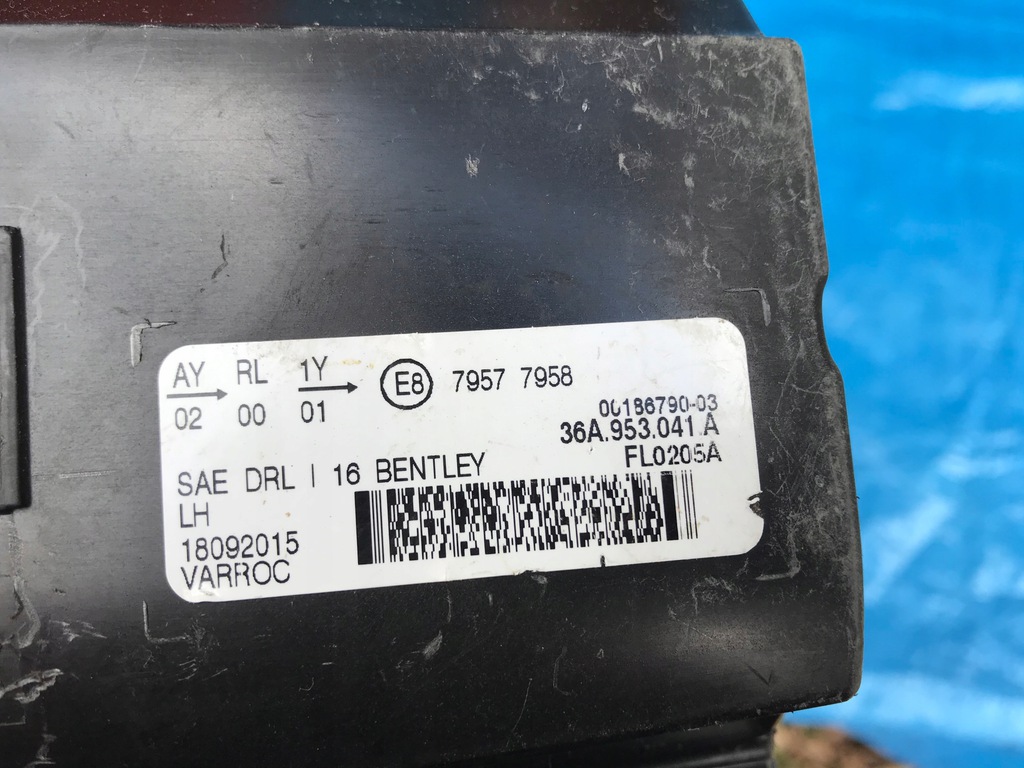 AY RL 1Y E8 7957 7958
02 00 01
00186790-03
36A.953.041.A
FL0205A
SAE DRL I 16 BENTLEY
LH
18092015
VARROC